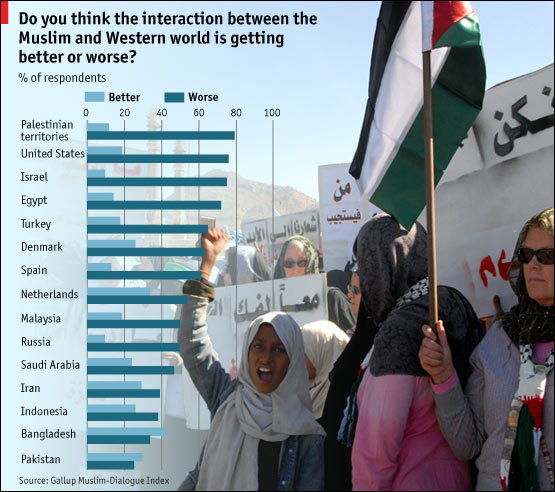 Do you think the interaction between the
Muslim and Western world is getting
better or worse?
% of respondents
Better Worse
0 20 40 60 80 100
Palestinian
territories
United States
Israel
Egypt
Turkey
Denmark
Spain
Netherlands
Malaysia
Russia
Saudi Arabia
Iran
Indonesia
Bangladesh
Pakistan
Source: Gallup Muslim-Dialogue Index
من
فيستجيب
معاً لفك